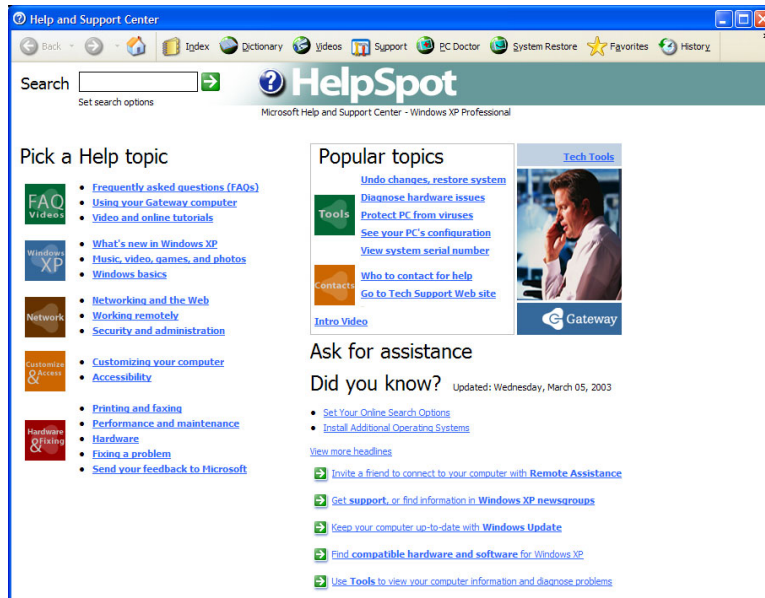 Help and Support Center
Back Index Dictionary Videos Support PC Doctor System Restore Favorites History
Search
Set search options
HelpSpot
Microsoft Help and Support Center - Windows XP Professional
Pick a Help topic
FAQ
Videos
Frequently asked questions (FAQs)
Using your Gateway computer
Video and online tutorials
Windows
XP
What's new in Windows XP
Music, video, games, and photos
Windows basics
Network
Networking and the Web
Working remotely
Security and administration
Customize
& Access
Customizing your computer
Accessibility
Hardware
& Fixing
Printing and faxing
Performance and maintenance
Hardware
Fixing a problem
Send your feedback to Microsoft
Popular topics
Tools
Undo changes, restore system
Diagnose hardware issues
Protect PC from viruses
See your PC's configuration
View system serial number
Contacts
Who to contact for help
Go to Tech Support Web site
Intro Video
Tech Tools
Gateway
Ask for assistance
Did you know? Updated: Wednesday, March 05, 2003
Set Your Online Search Options
Install Additional Operating Systems
View more headlines
Invite a friend to connect to your computer with Remote Assistance
Get support, or find information in Windows XP newsgroups
Keep your computer up-to-date with Windows Update
Find compatible hardware and software for Windows XP
Use Tools to view your computer information and diagnose problems